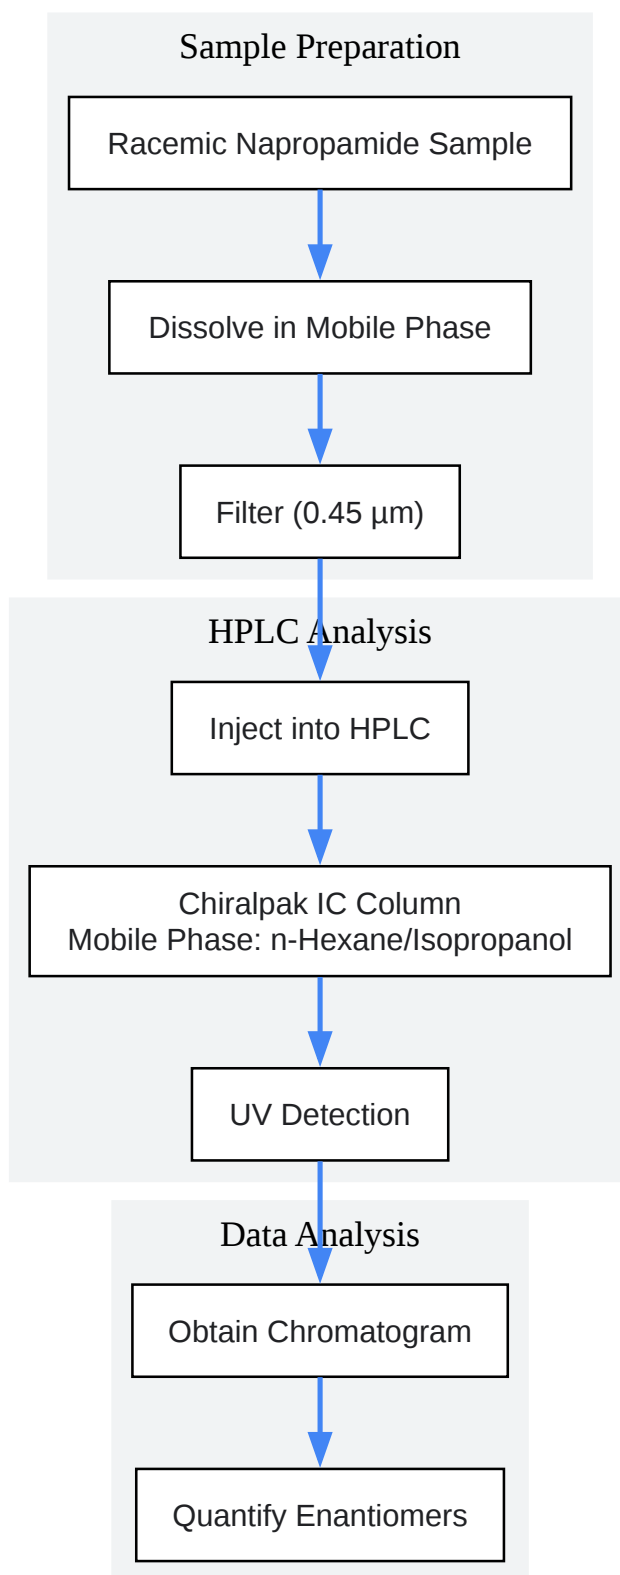 Sample Preparation
Racemic Napropamide Sample
Dissolve in Mobile Phase
Filter (0.45 µm)
HPLC Analysis
Inject into HPLC
Chiralpak IC Column
Mobile Phase: n-Hexane/Isopropanol
UV Detection
Data Analysis
Obtain Chromatogram
Quantify Enantiomers